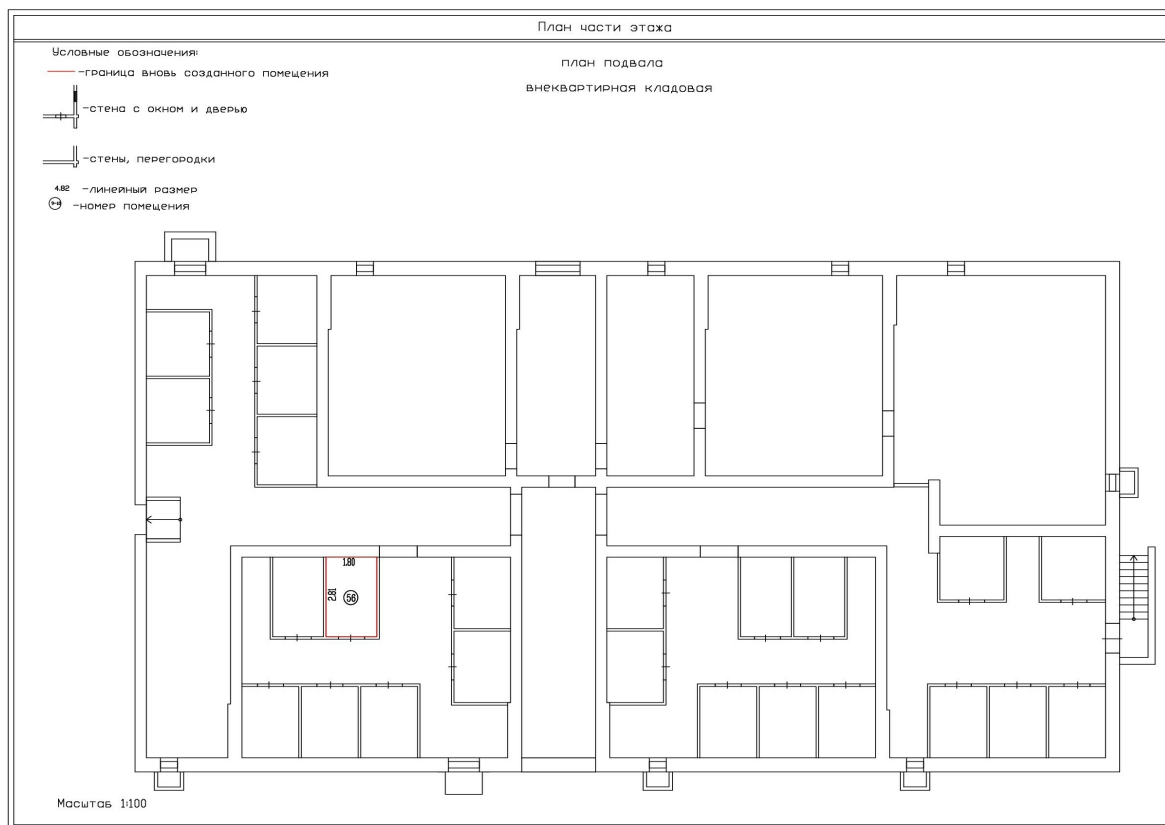 План части этажа
Условные обозначения:
-граница вновь созданного помещения
-стена с окном и дверью
-стены, перегородки
4.82 -линейный размер
-номер помещения
план подвала
внеквартирная кладовая
1.80
2.81
56
Масштаб 1:100